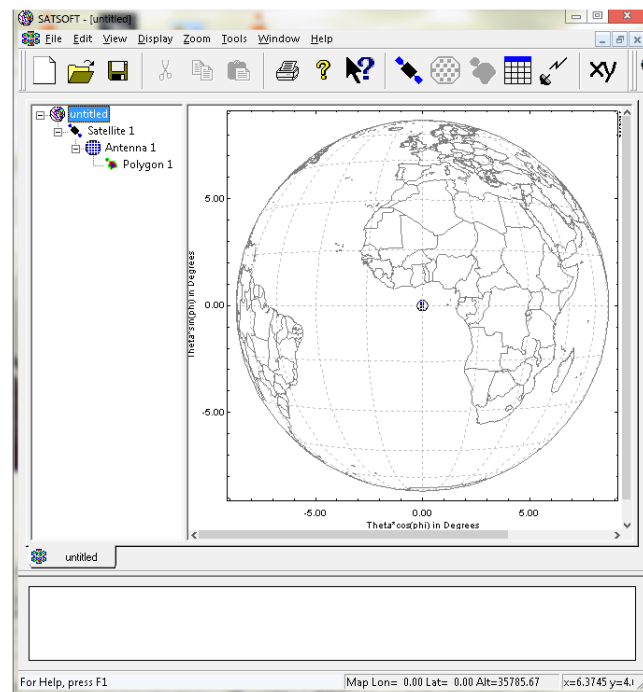 SATSOFT - [untitled]
File Edit View Display Zoom Tools Window Help
xy
untitled
Satellite 1
Antenna 1
Polygon 1
5.00
0.00
-5.00
Theta*sin(phi) in Degrees
-5.00 0.00 5.00
Theta*cos(phi) in Degrees
untitled
For Help, press F1
Map Lon= 0.00 Lat= 0.00 Alt=35785.67
x=6.3745 y=4.